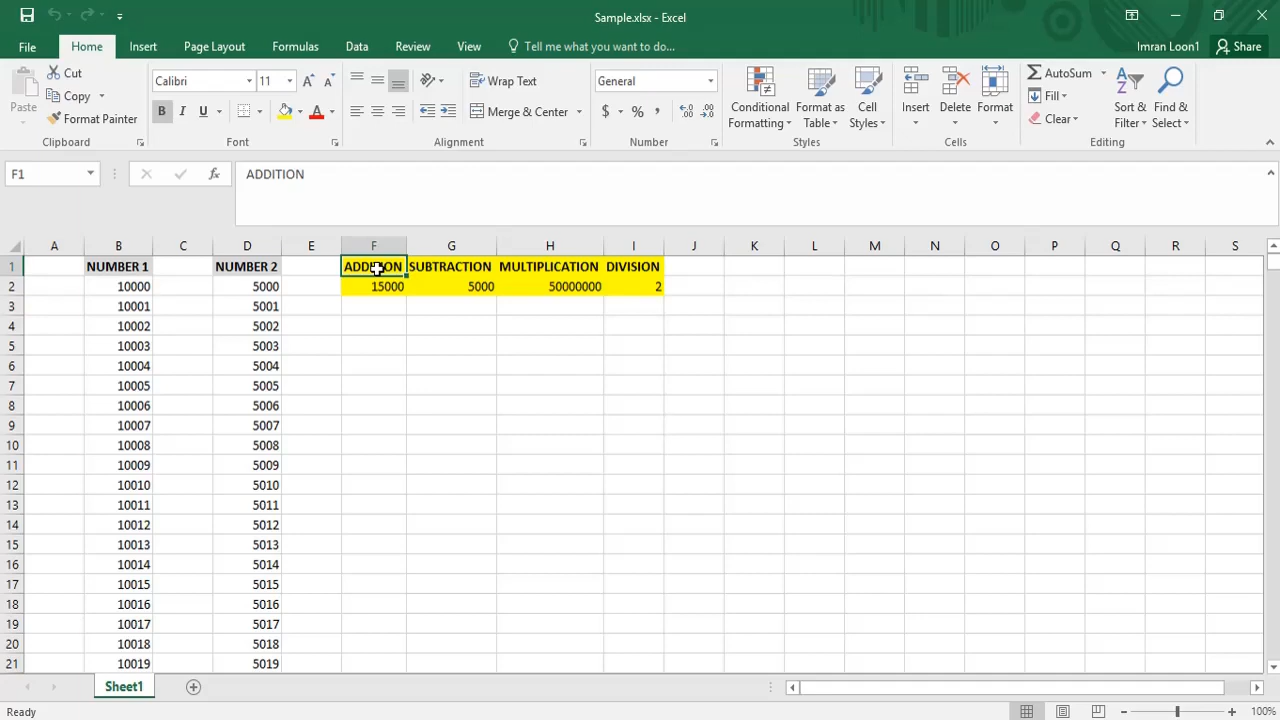 Sample.xlsx - Excel
File Home Insert Page Layout Formulas Data Review View Tell me what you want to do... Imran Loon1 Share
Paste
Cut
Copy
Format Painter
Clipboard
Calibri 11 A A
B I U A
Font
Wrap Text
Merge & Center
Alignment
General
$ % , .0 .00 .00 .0
Number
Conditional Formatting
Format as Table
Cell Styles
Styles
Insert Delete Format
Cells
AutoSum
Fill
Clear
Sort & Filter
Find & Select
Editing
F1 fx ADDITION
A B C D E F G H I J K L M N O P Q R S
1 NUMBER 1 NUMBER 2 ADDITION SUBTRACTION MULTIPLICATION DIVISION
2 10000 5000 15000 5000 50000000 2
3 10001 5001
4 10002 5002
5 10003 5003
6 10004 5004
7 10005 5005
8 10006 5006
9 10007 5007
10 10008 5008
11 10009 5009
12 10010 5010
13 10011 5011
14 10012 5012
15 10013 5013
16 10014 5014
17 10015 5015
18 10016 5016
19 10017 5017
20 10018 5018
21 10019 5019
Sheet1
Ready 100%